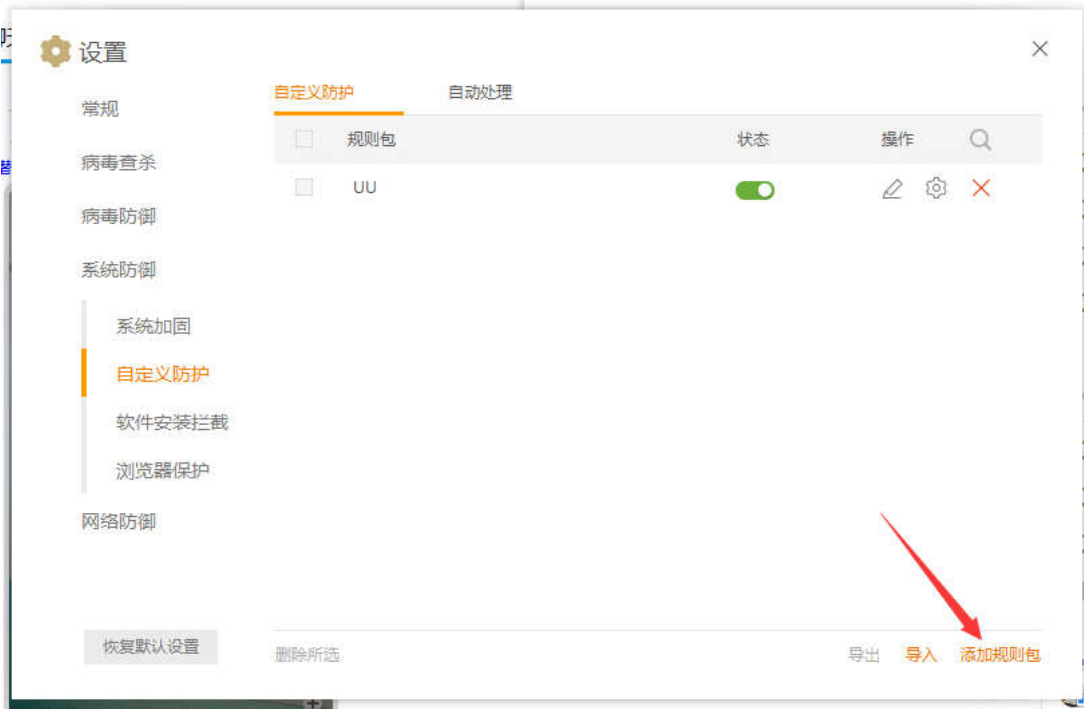 设置
常规
病毒查杀
病毒防御
系统防御
系统加固
自定义防护
软件安装拦截
浏览器保护
网络防御
恢复默认设置
自定义防护 自动处理
规则包 状态 操作
UU
删除所选 导出 导入 添加规则包